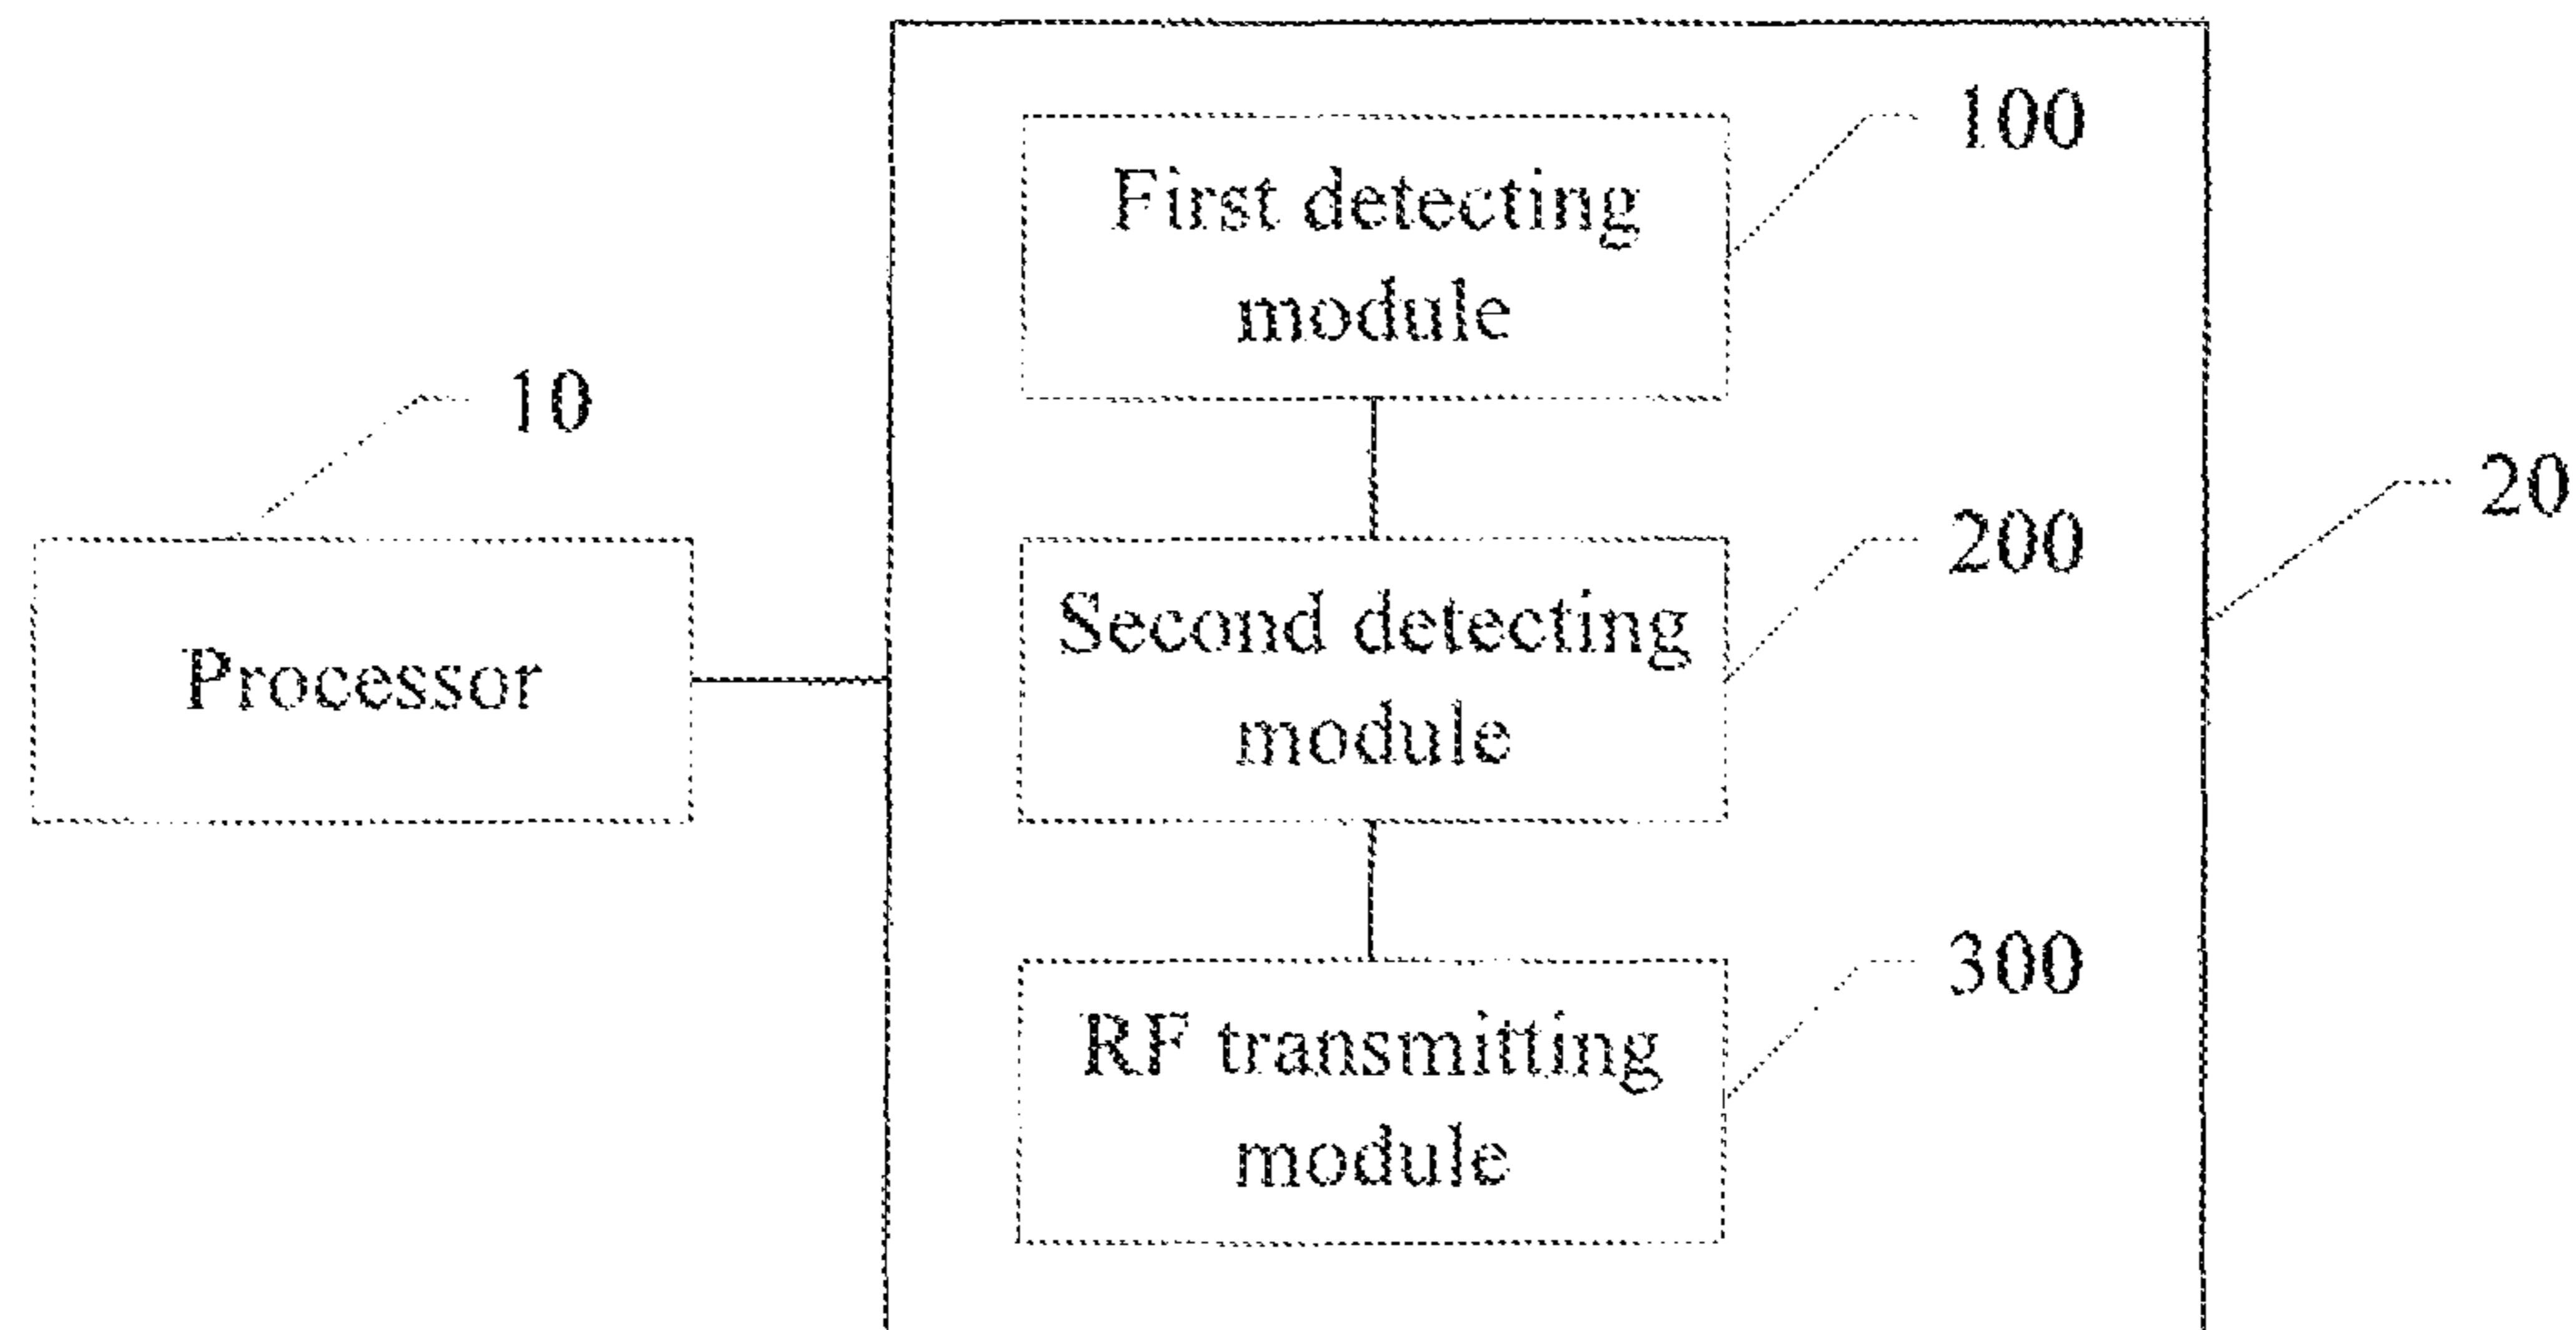 100
First detecting
module
10
20
200
Second detecting
module
Processor
300
RF transmitting
module